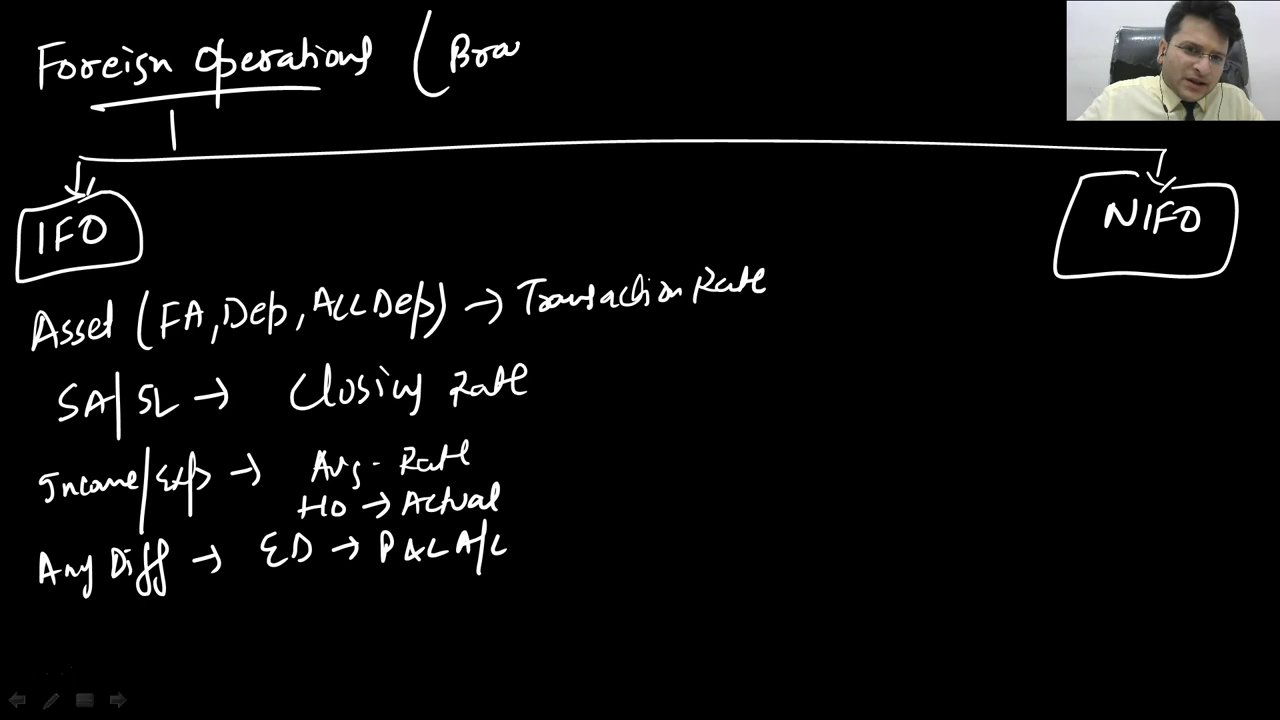 Foreign Operations (Bra
IFO
NIFO
Asset (FA, Dep, ACC Dep) → Transaction Rate
SA | SL → Closing Rate
Income | Exp → Avg. Rate
HO → Actual
Any Diff → ED → P&L A/C